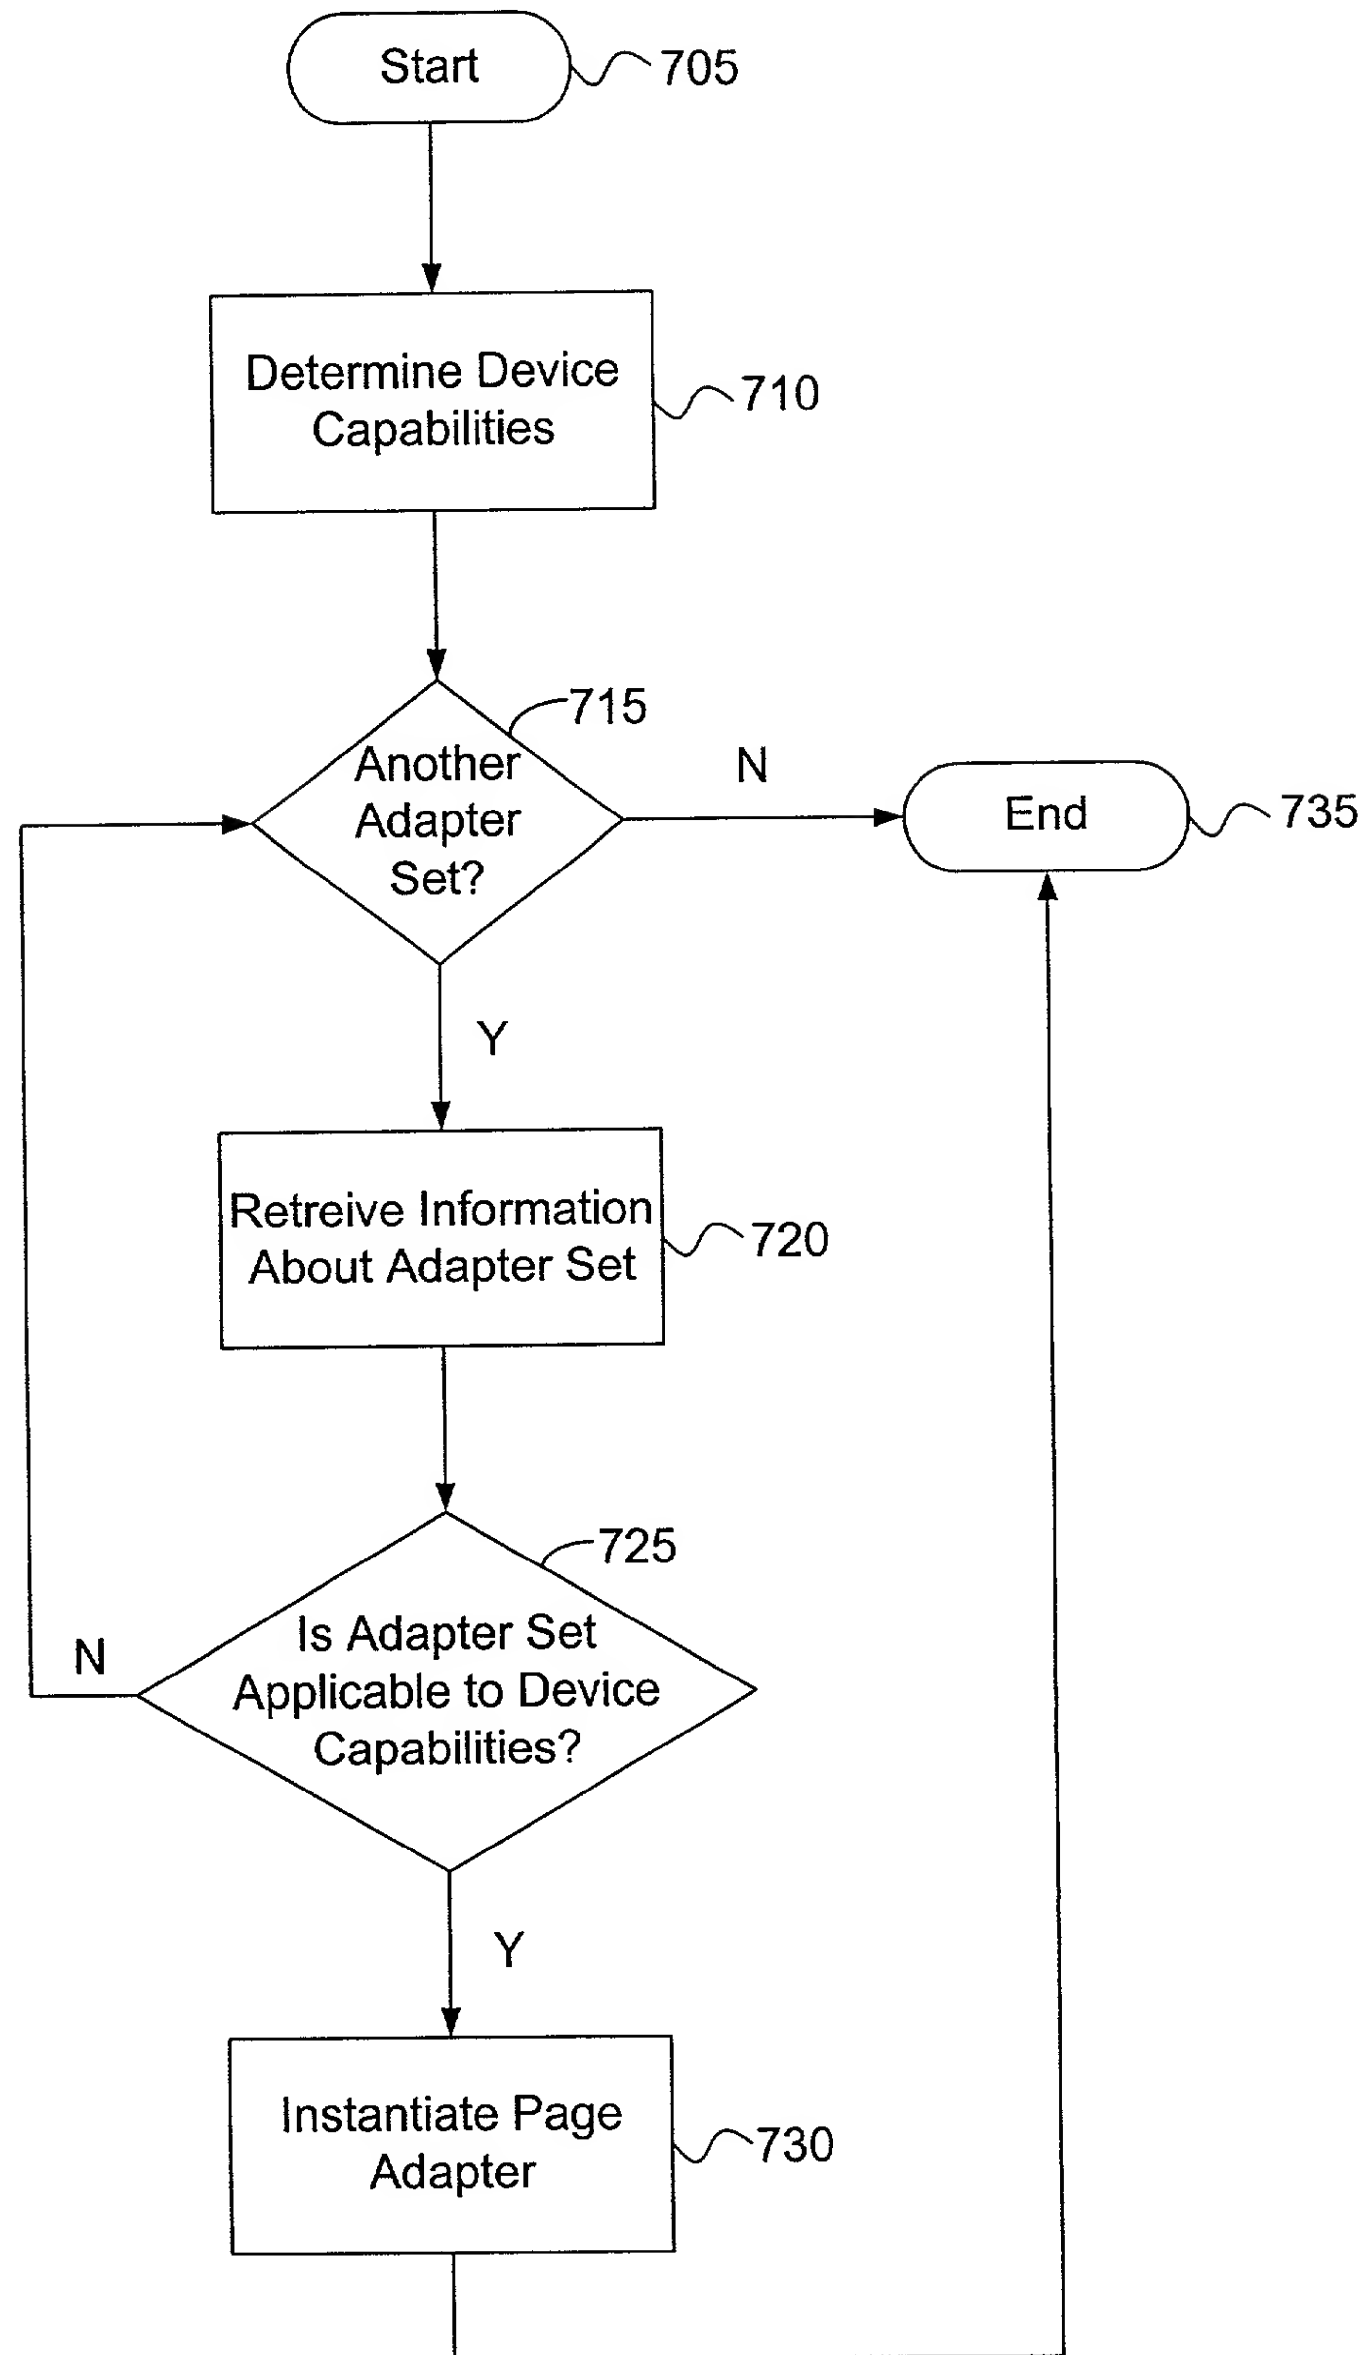 Start
705
Determine Device
Capabilities
710
715
Another
Adapter
Set?
N
End
735
Y
Retreive Information
About Adapter Set
720
725
Is Adapter Set
Applicable to Device
Capabilities?
N
Y
Instantiate Page
Adapter
730